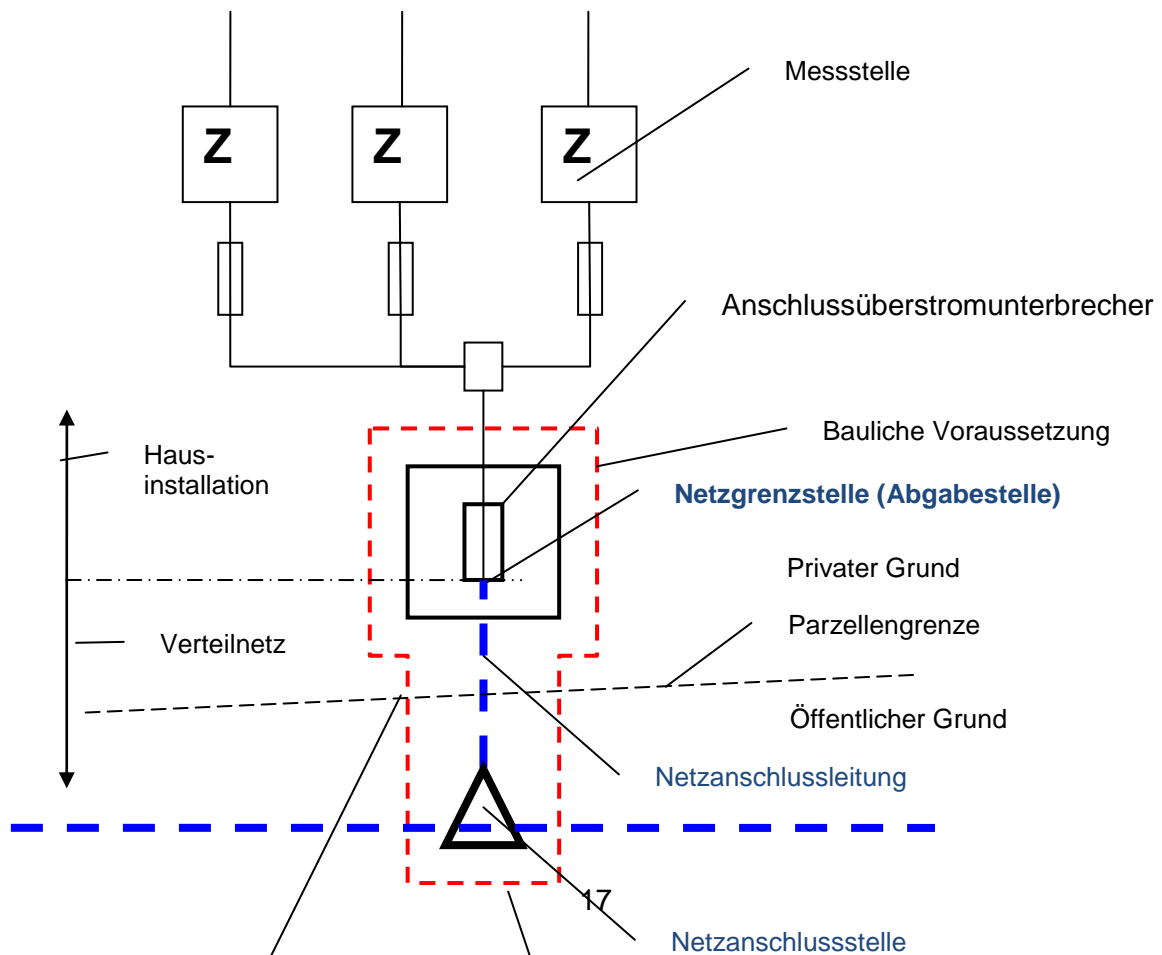 Messstelle
Z Z Z
Anschlussüberstromunterbrecher
Bauliche Voraussetzung
Haus-
installation
Netzgrenzstelle (Abgabestelle)
Privater Grund
Parzellengrenze
Verteilnetz
Öffentlicher Grund
Netzanschlussleitung
17
Netzanschlussstelle